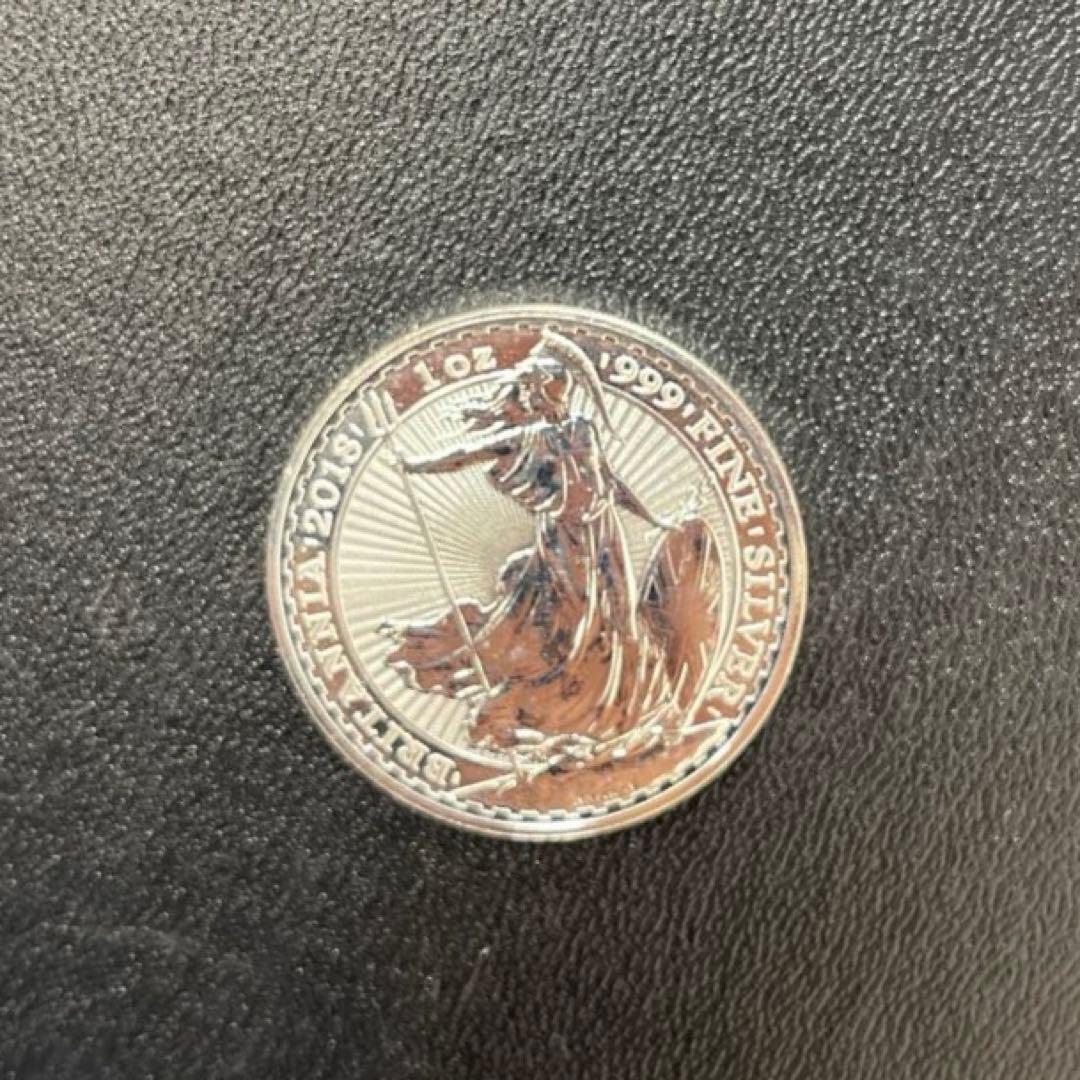 BRITANNIA 2018
1 OZ
999 FINE SILVER